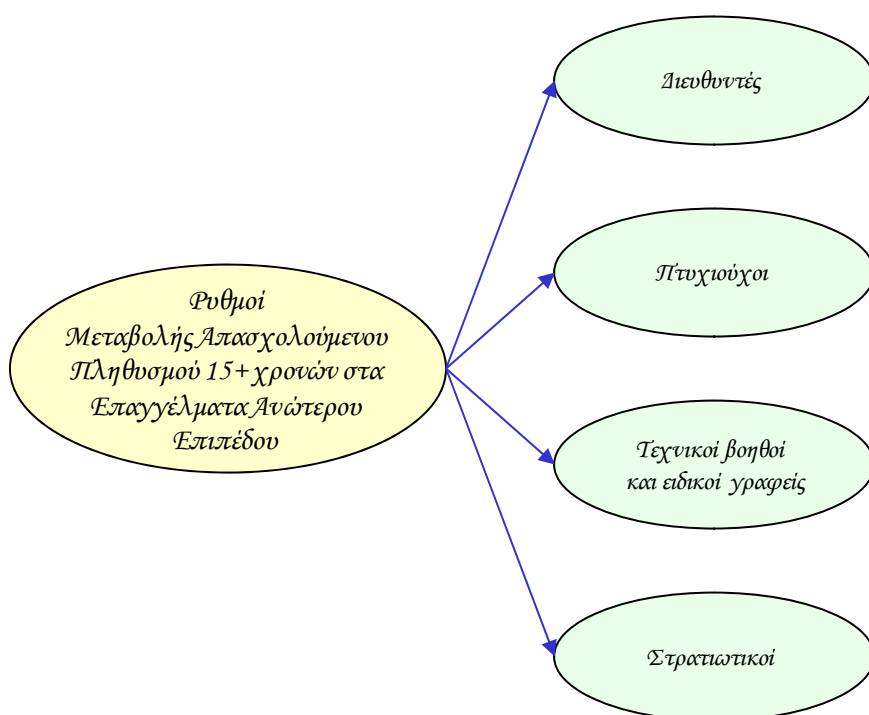 Διευθυντές
Πτυχιούχοι
Ρυθμοί
Μεταβολής Απασχολούμενου
Πληθυσμού 15+ χρονών στα
Επαγγέλματα Ανώτερου
Επιπέδου
Τεχνικοί βοηθοί
και ειδικοί γραφείς
Στρατιωτικοί